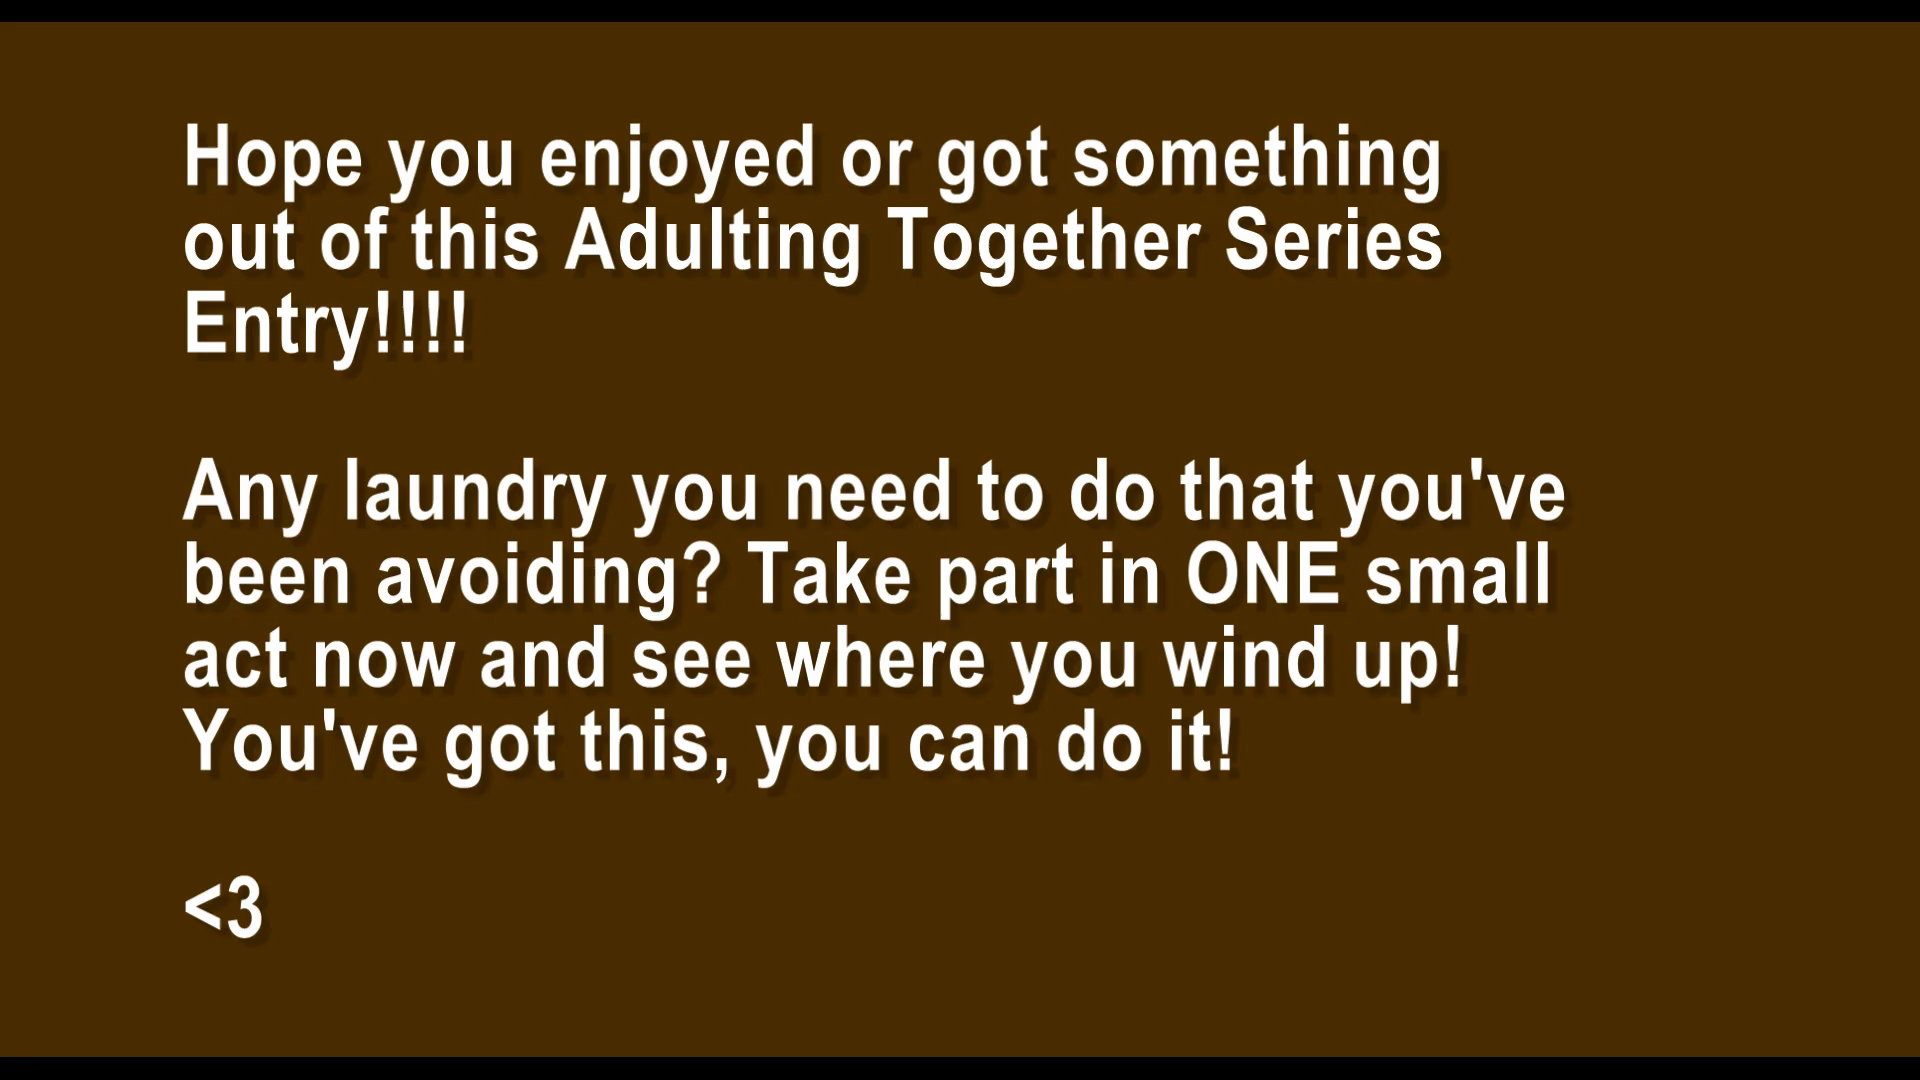 Hope you enjoyed or got something
out of this Adulting Together Series
Entry!!!!
Any laundry you need to do that you've
been avoiding? Take part in ONE small
act now and see where you wind up!
You've got this, you can do it!
<3